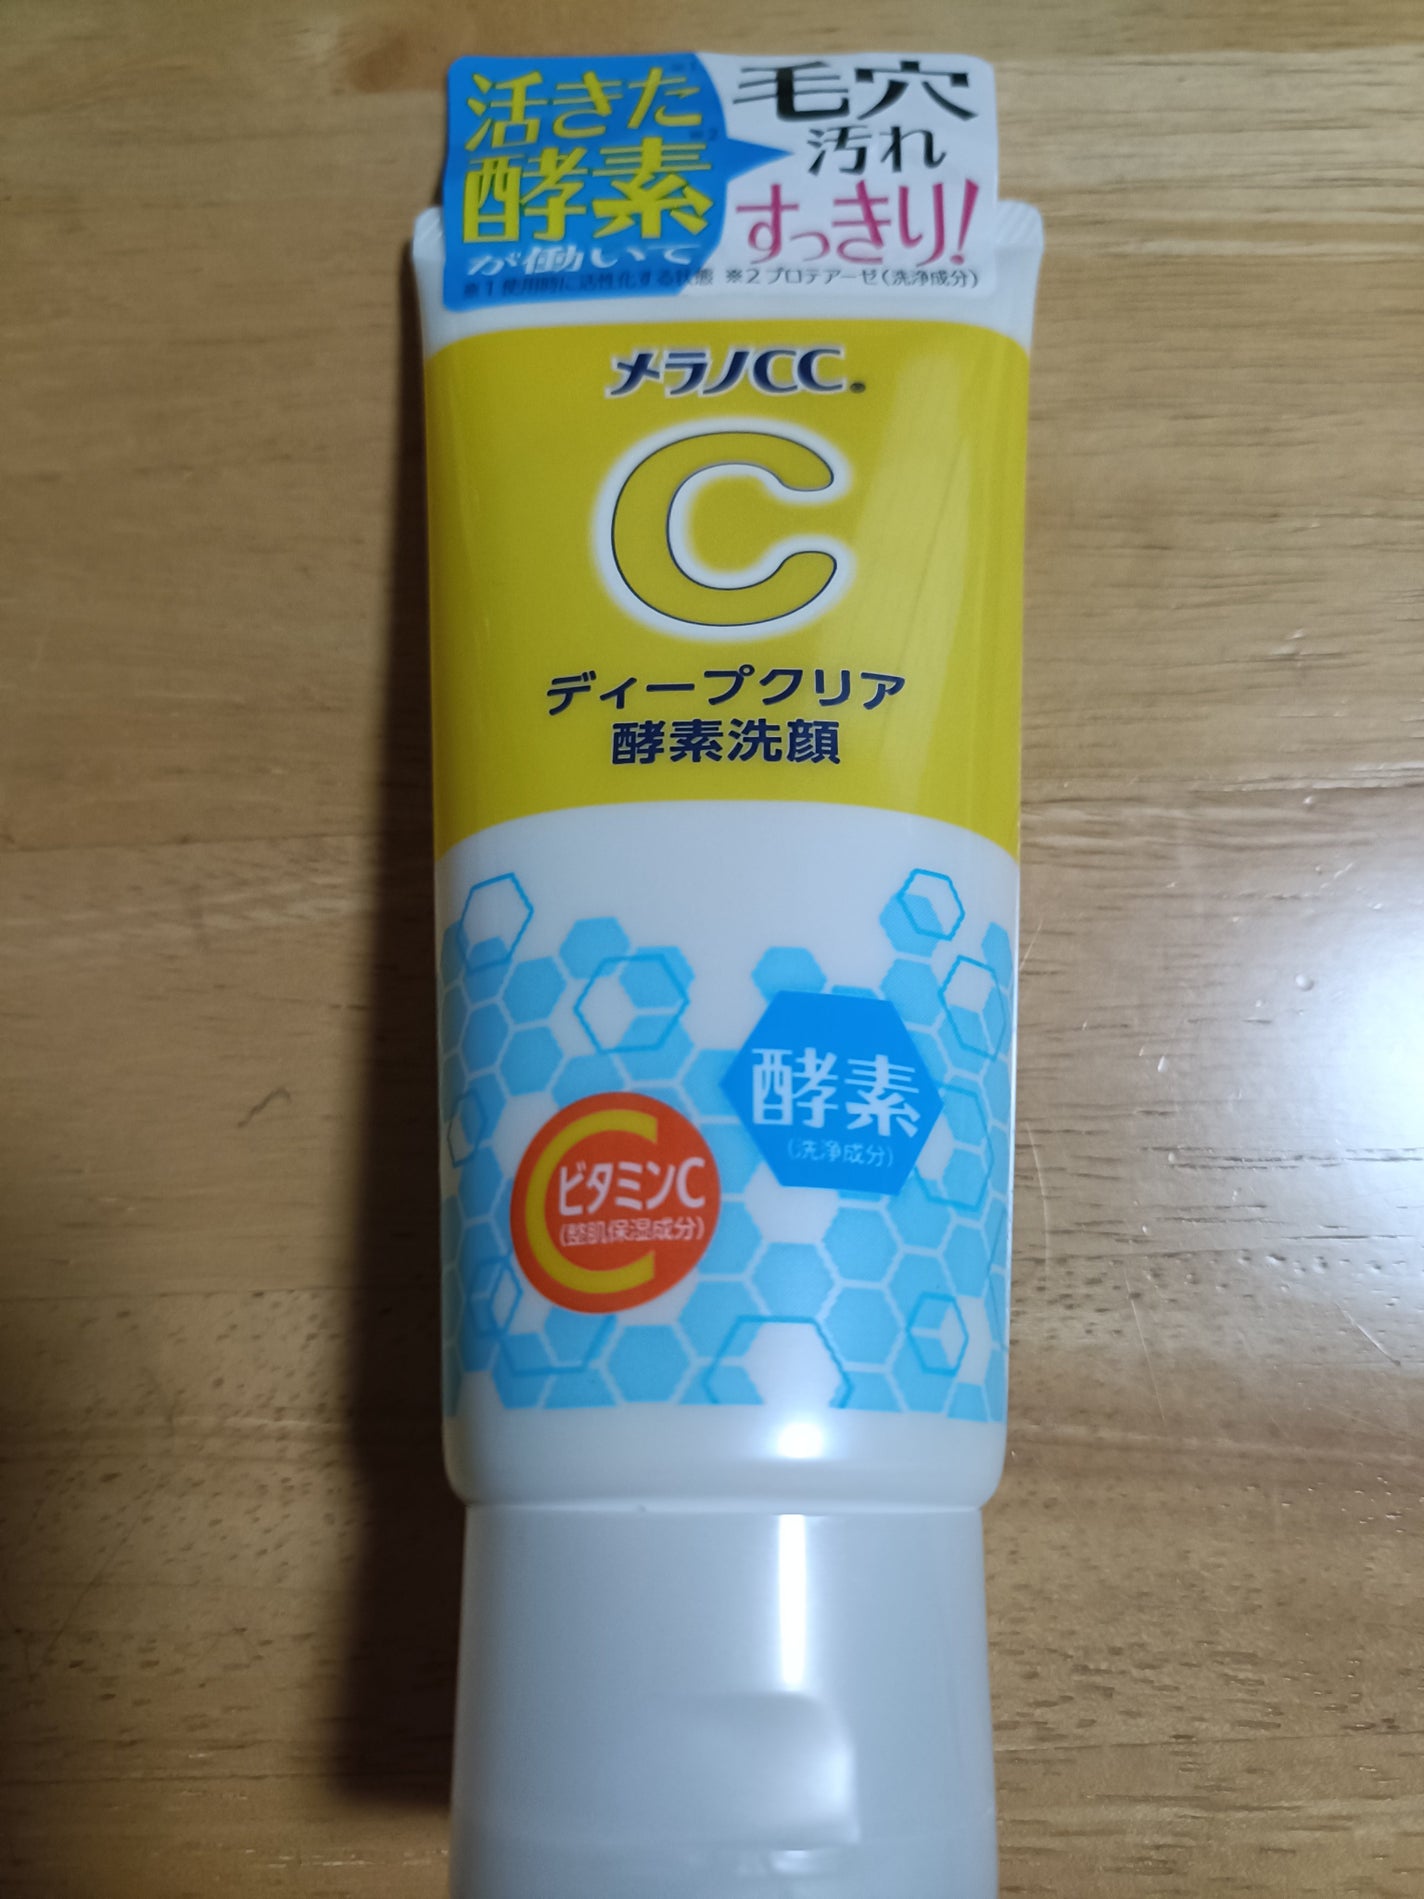 活きた※1
酵素※2
が働いて
毛穴
汚れ
すっきり!
※1 使用時に活性化する状態 ※2 プロテアーゼ(洗浄成分)
メラノCC®
C
ディープクリア
酵素洗顔
酵素
(洗浄成分)
C
ビタミンC
(整肌保湿成分)